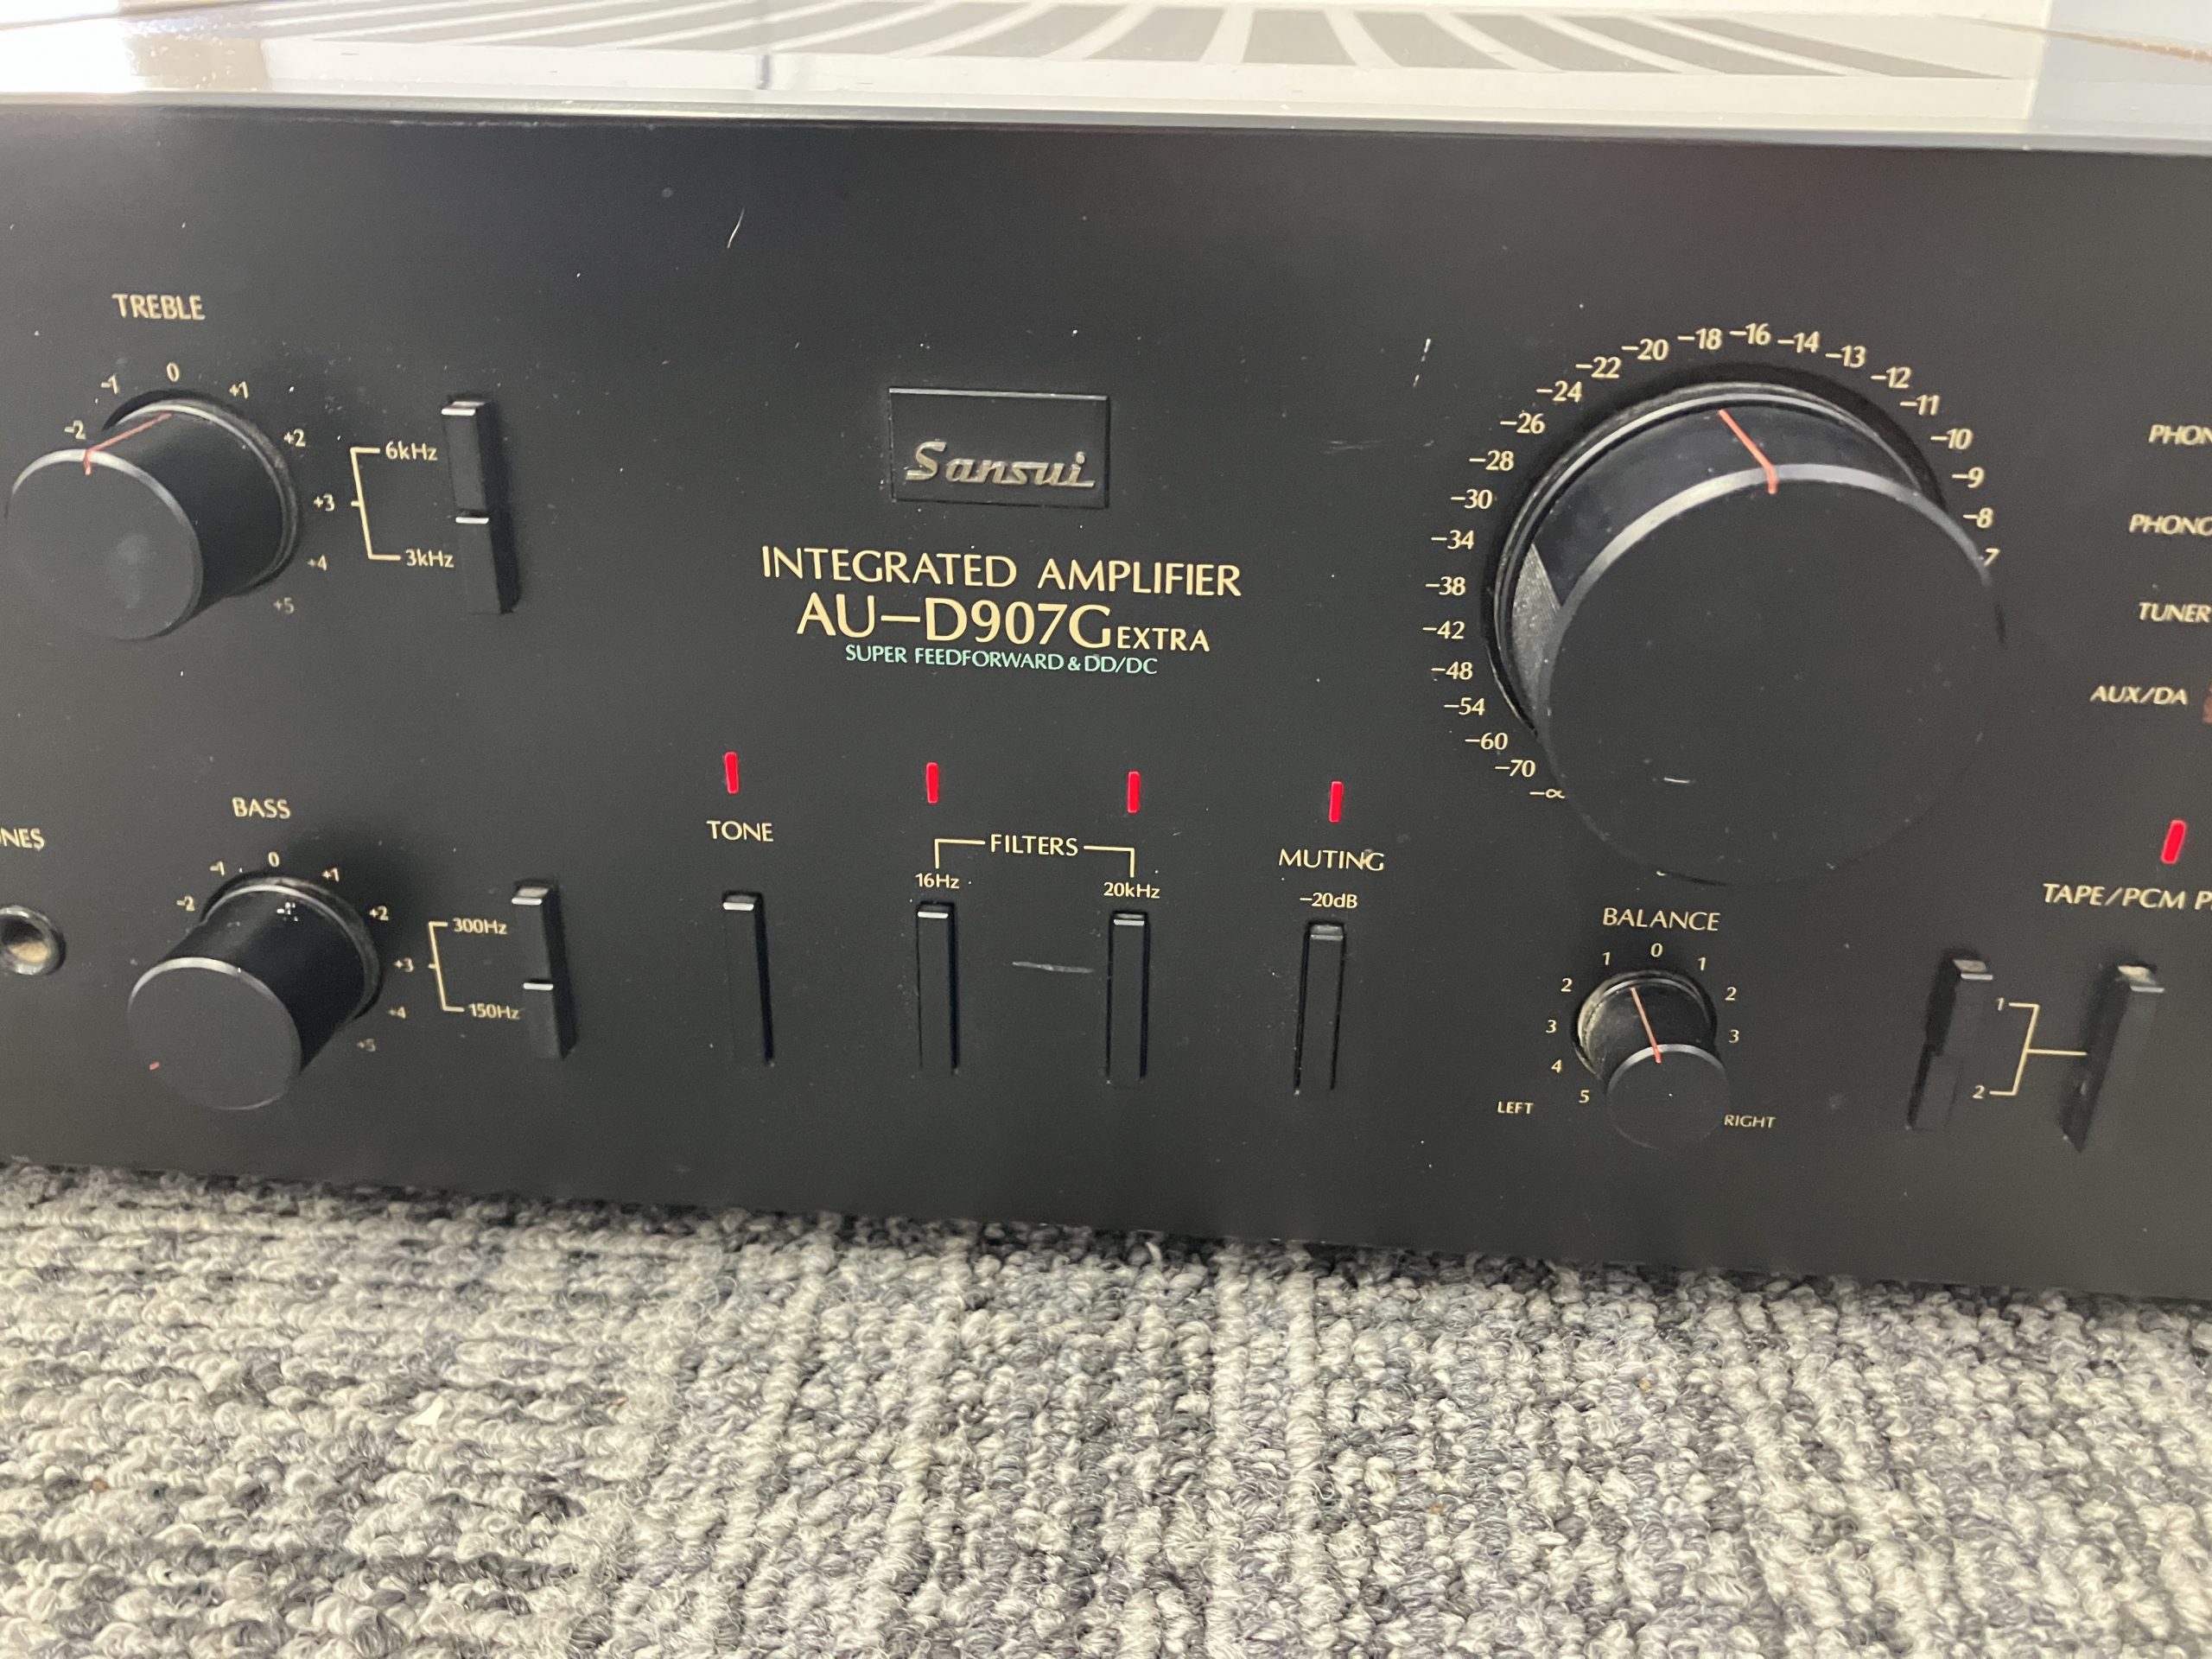 TREBLE
-2 -1 0 +1 +2 +3 +4 +5
6kHz
3kHz
Sansui
INTEGRATED AMPLIFIER
AU-D907G EXTRA
SUPER FEEDFORWARD & DD/DC
-∞ -70 -60 -54 -48 -42 -38 -34 -30 -28 -26 -24 -22 -20 -18 -16 -14 -13 -12 -11 -10 -9 -8 -7
PHON
PHONO
TUNER
AUX/DA
NES
BASS
-2 -1 0 +1 +2 +3 +4 +5
300Hz
150Hz
TONE
FILTERS
16Hz 20kHz
MUTING
-20dB
BALANCE
5 4 3 2 1 0 1 2 3
LEFT RIGHT
TAPE/PCM P
1
2